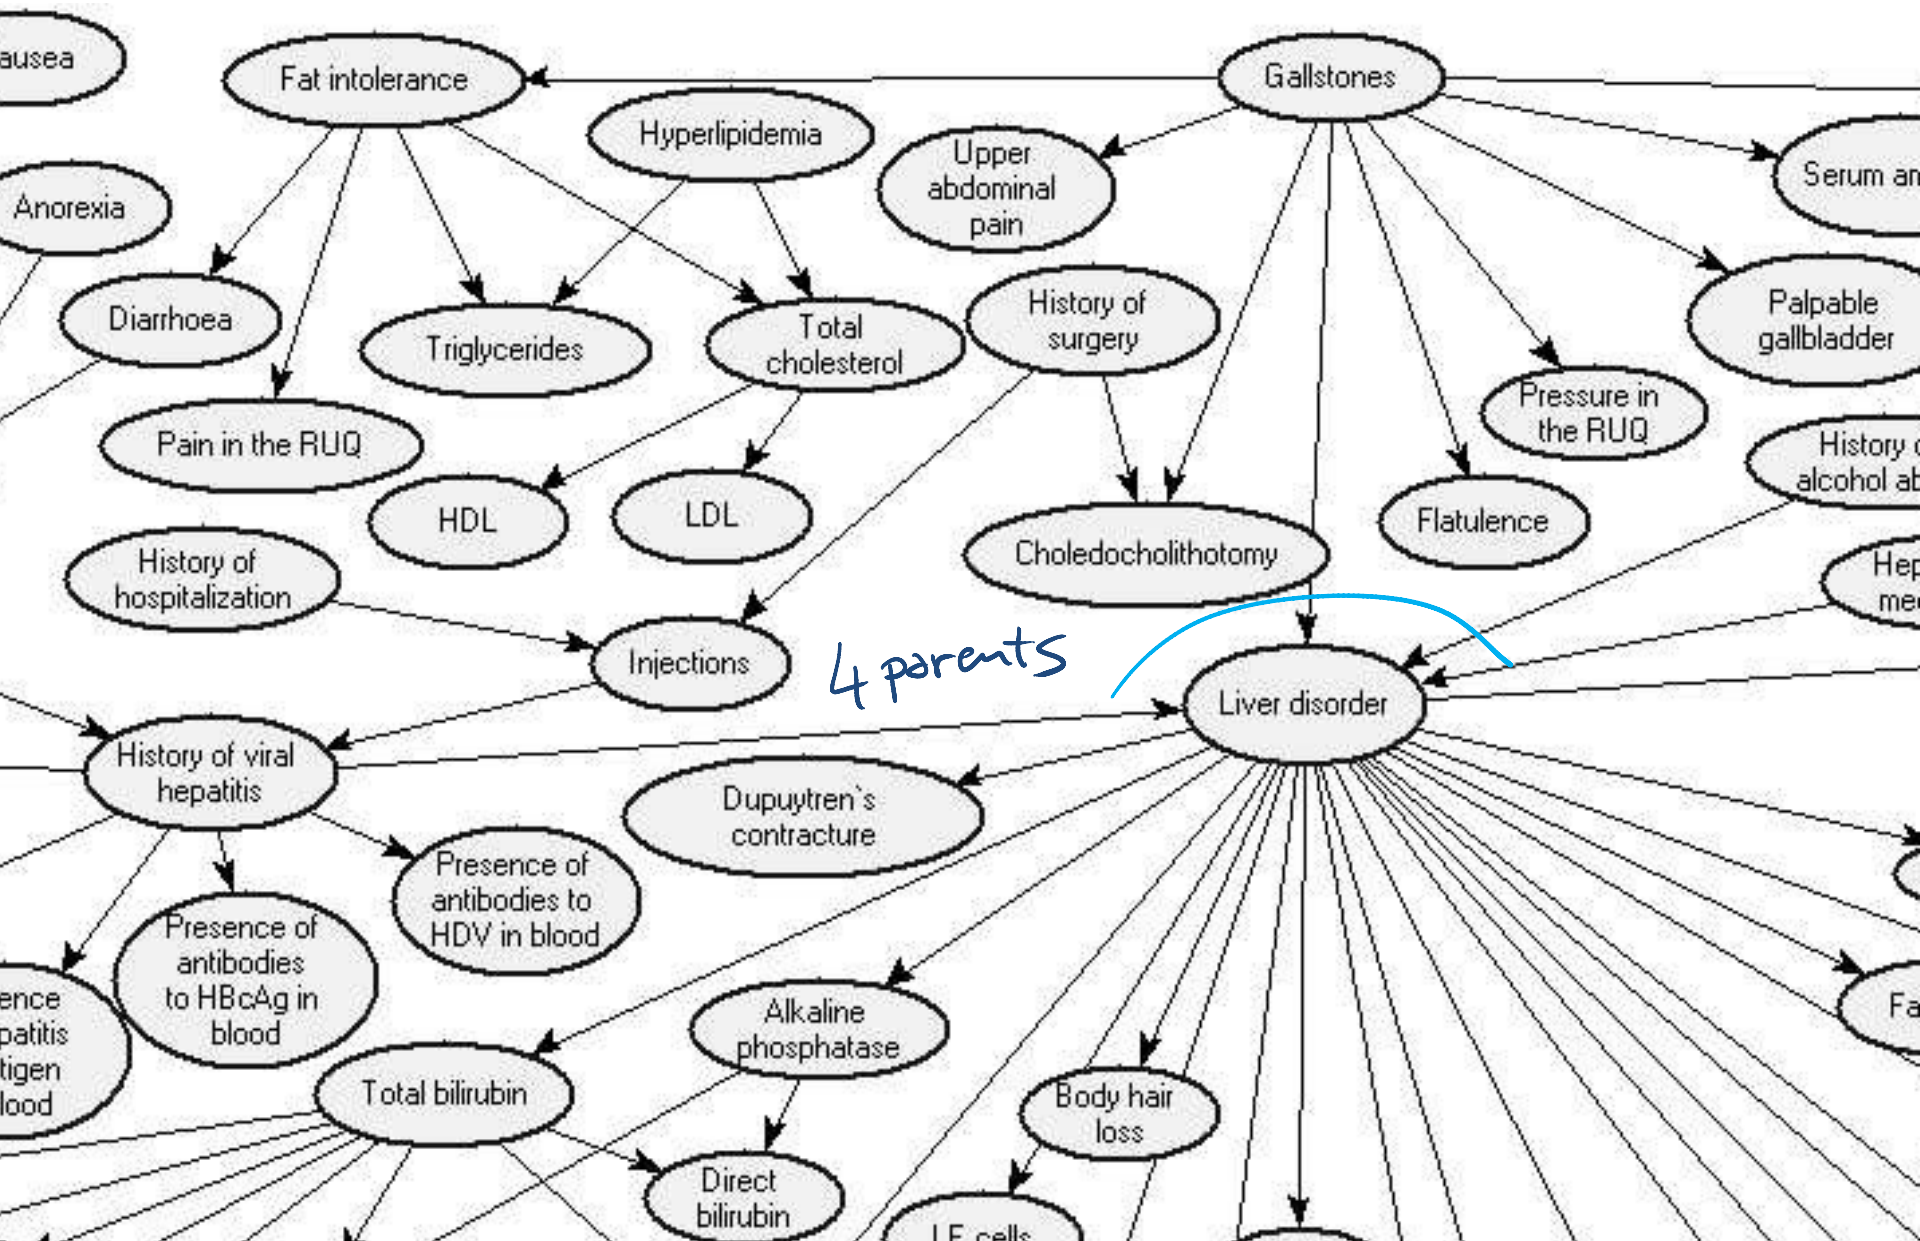 ausea
Fat intolerance
Gallstones
Hyperlipidemia
Upper
abdominal
pain
Serum an
Anorexia
Diarrhoea
Triglycerides
Total
cholesterol
History of
surgery
Palpable
gallbladder
Pain in the RUQ
Pressure in
the RUQ
HDL
LDL
Flatulence
History o
alcohol ab
History of
hospitalization
Choledocholithotomy
Hep
med
Injections
4 parents
Liver disorder
History of viral
hepatitis
Dupuytren`s
contracture
Presence of
antibodies to
HDV in blood
Presence of
antibodies
to HBcAg in
blood
ence
patitis
tigen
lood
Alkaline
phosphatase
Fa
Total bilirubin
Body hair
loss
Direct
bilirubin
LE cells